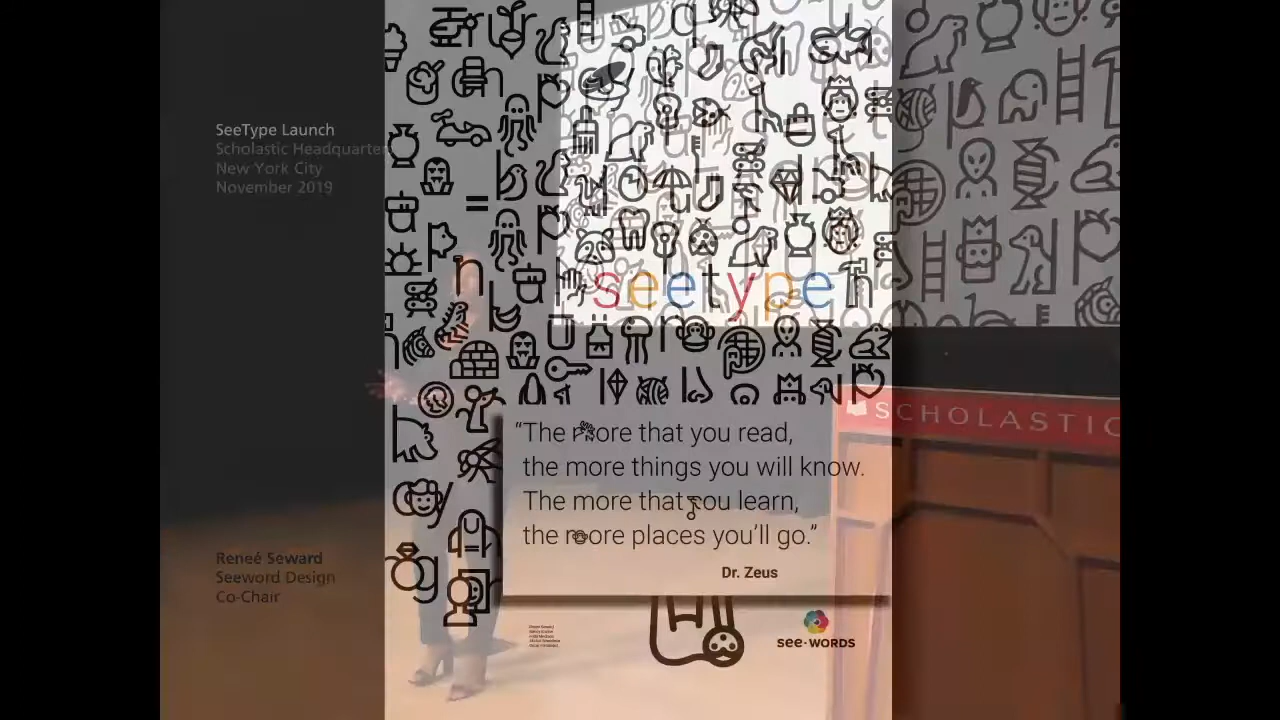 SeeType Launch
Scholastic Headquarter
New York City
November 2019
seetype
SCHOLASTIC
“The more that you read,
the more things you will know.
The more that you learn,
the more places you’ll go.”
Dr. Zeus
Reneé Seward
Seeword Design
Co-Chair
see·WORDS